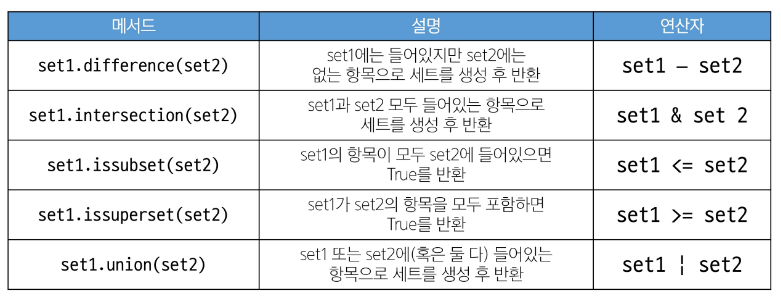 메서드 설명 연산자
set1.difference(set2) set1에는 들어있지만 set2에는 없는 항목으로 세트를 생성 후 반환 set1 – set2
set1.intersection(set2) set1과 set2 모두 들어있는 항목으로 세트를 생성 후 반환 set1 & set 2
set1.issubset(set2) set1의 항목이 모두 set2에 들어있으면 True를 반환 set1 <= set2
set1.issuperset(set2) set1가 set2의 항목을 모두 포함하면 True를 반환 set1 >= set2
set1.union(set2) set1 또는 set2에(혹은 둘 다) 들어있는 항목으로 세트를 생성 후 반환 set1 ¦ set2